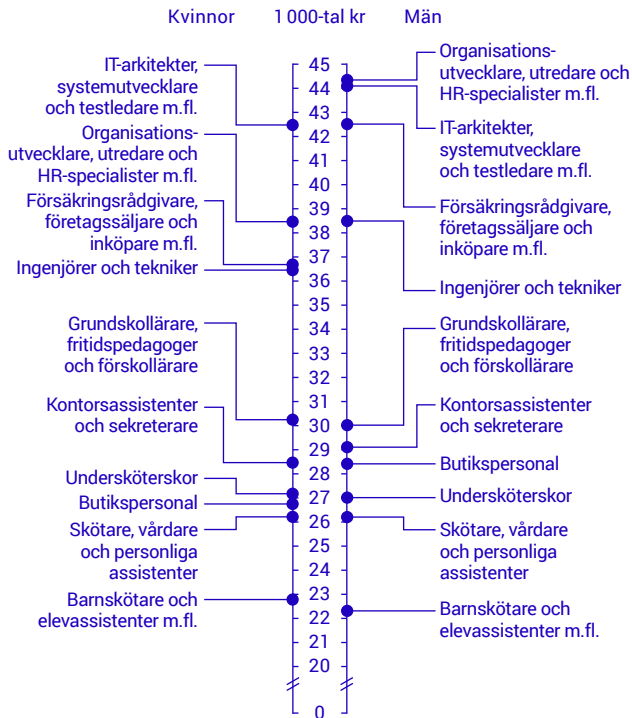 Kvinnor 1 000-tal kr Män
IT-arkitekter,
systemutvecklare
och testledare m.fl.
Organisations-
utvecklare, utredare och
HR-specialister m.fl.
Försäkringsrådgivare,
företagssäljare och
inköpare m.fl.
Ingenjörer och tekniker
Grundskollärare,
fritidspedagoger
och förskollärare
Kontorsassistenter
och sekreterare
Undersköterskor
Butikspersonal
Skötare, vårdare
och personliga
assistenter
Barnskötare och
elevassistenter m.fl.
45
44
43
42
41
40
39
38
37
36
35
34
33
32
31
30
29
28
27
26
25
24
23
22
21
20
0
Organisations-
utvecklare, utredare och
HR-specialister m.fl.
IT-arkitekter,
systemutvecklare
och testledare m.fl.
Försäkringsrådgivare,
företagssäljare och
inköpare m.fl.
Ingenjörer och tekniker
Grundskollärare,
fritidspedagoger
och förskollärare
Kontorsassistenter
och sekreterare
Butikspersonal
Undersköterskor
Skötare, vårdare
och personliga
assistenter
Barnskötare och
elevassistenter m.fl.